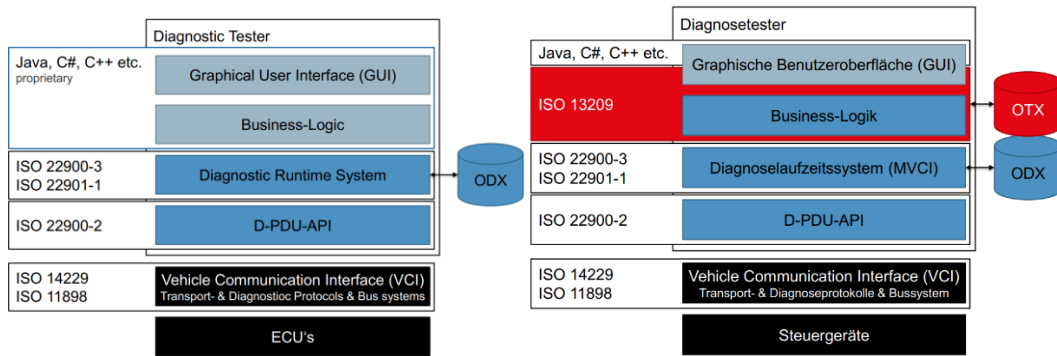 Diagnostic Tester
Java, C#, C++ etc.
proprietary
Graphical User Interface (GUI)
Business-Logic
ISO 22900-3
ISO 22901-1
Diagnostic Runtime System
ODX
ISO 22900-2
D-PDU-API
ISO 14229
ISO 11898
Vehicle Communication Interface (VCI)
Transport- & Diagnostioc Protocols & Bus systems
ECU's
Diagnosetester
Java, C#, C++ etc.
Graphische Benutzeroberfläche (GUI)
ISO 13209
Business-Logik
OTX
ISO 22900-3
ISO 22901-1
Diagnoselaufzeitssystem (MVCI)
ODX
ISO 22900-2
D-PDU-API
ISO 14229
ISO 11898
Vehicle Communication Interface (VCI)
Transport- & Diagnoseprotokolle & Bussystem
Steuergeräte